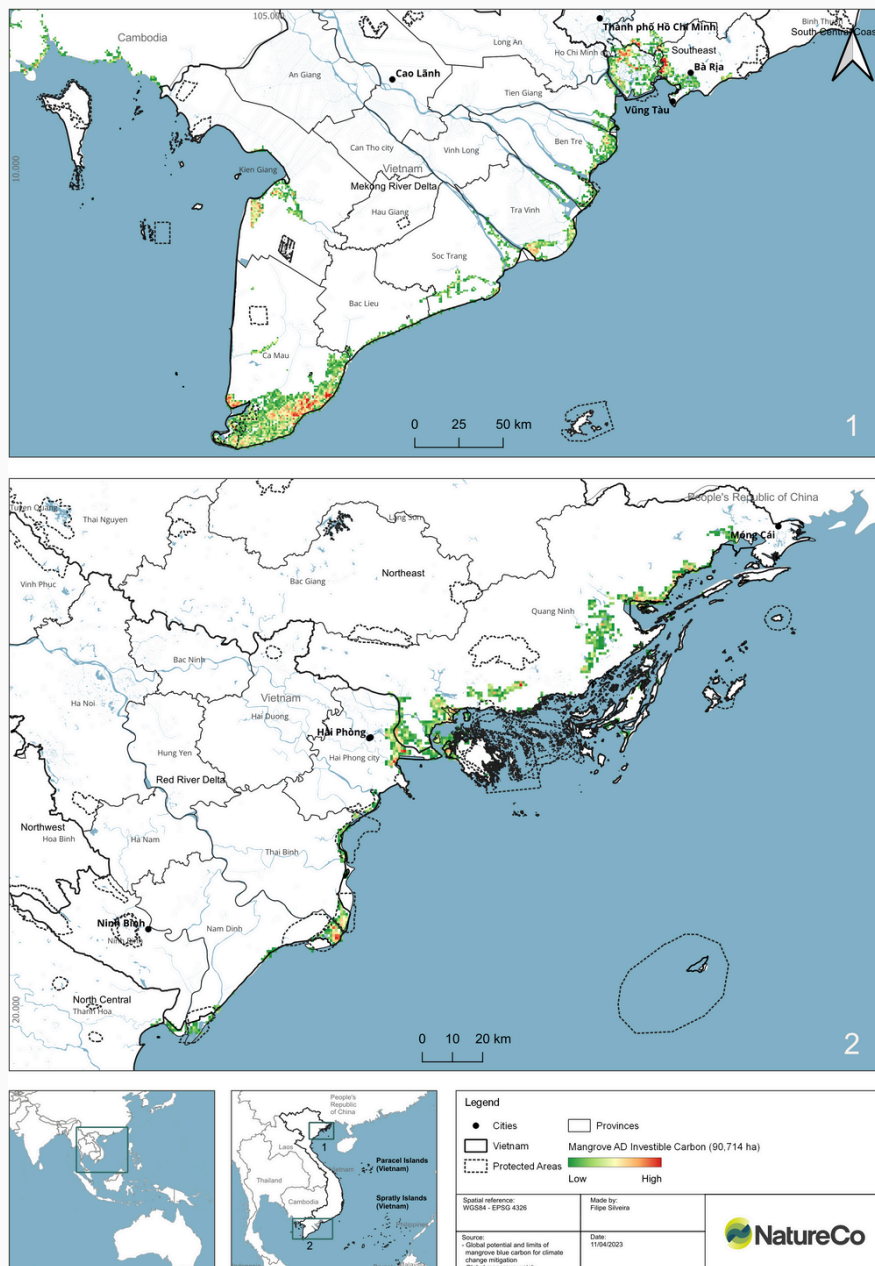 105.000
Cambodia
Long An
Thành phố Hồ Chí Minh
Binh Thuan
South Central Coast
Southeast
Ho Chi Minh city
An Giang
Cao Lãnh
Bà Rịa
Tien Giang
Vũng Tàu
10.000
Can Tho city
Vinh Long
Ben Tre
Kien Giang
Vietnam
Mekong River Delta
Hau Giang
Tra Vinh
Soc Trang
Bac Lieu
Ca Mau
0 25 50 km
1
People's Republic of China
Tuyen Quang
Thai Nguyen
Lang Son
Móng Cái
Vinh Phuc
Bac Giang
Northeast
Quang Ninh
Bac Ninh
Vietnam
Ha Noi
Hai Duong
Hải Phòng
Hung Yen
Hai Phong city
Red River Delta
Northwest
Hoa Binh
Ha Nam
Thai Binh
Ninh Bình
Nam Dinh
Ninh Binh
North Central
Thanh Hoa
20.000
0 10 20 km
2
People's
Republic
of China
1
Laos
Vietnam
Paracel Islands
(Vietnam)
Thailand
Cambodia
Spratly Islands
(Vietnam)
Philippines
2
Malaysia
Legend
Cities
Provinces
Vietnam
Mangrove AD Investible Carbon (90,714 ha)
Protected Areas
Low High
Spatial reference:
WGS84 - EPSG 4326
Made by:
Filipe Silveira
Source:
- Global potential and limits of
mangrove blue carbon for climate
change mitigation
Date:
11/04/2023
NatureCo